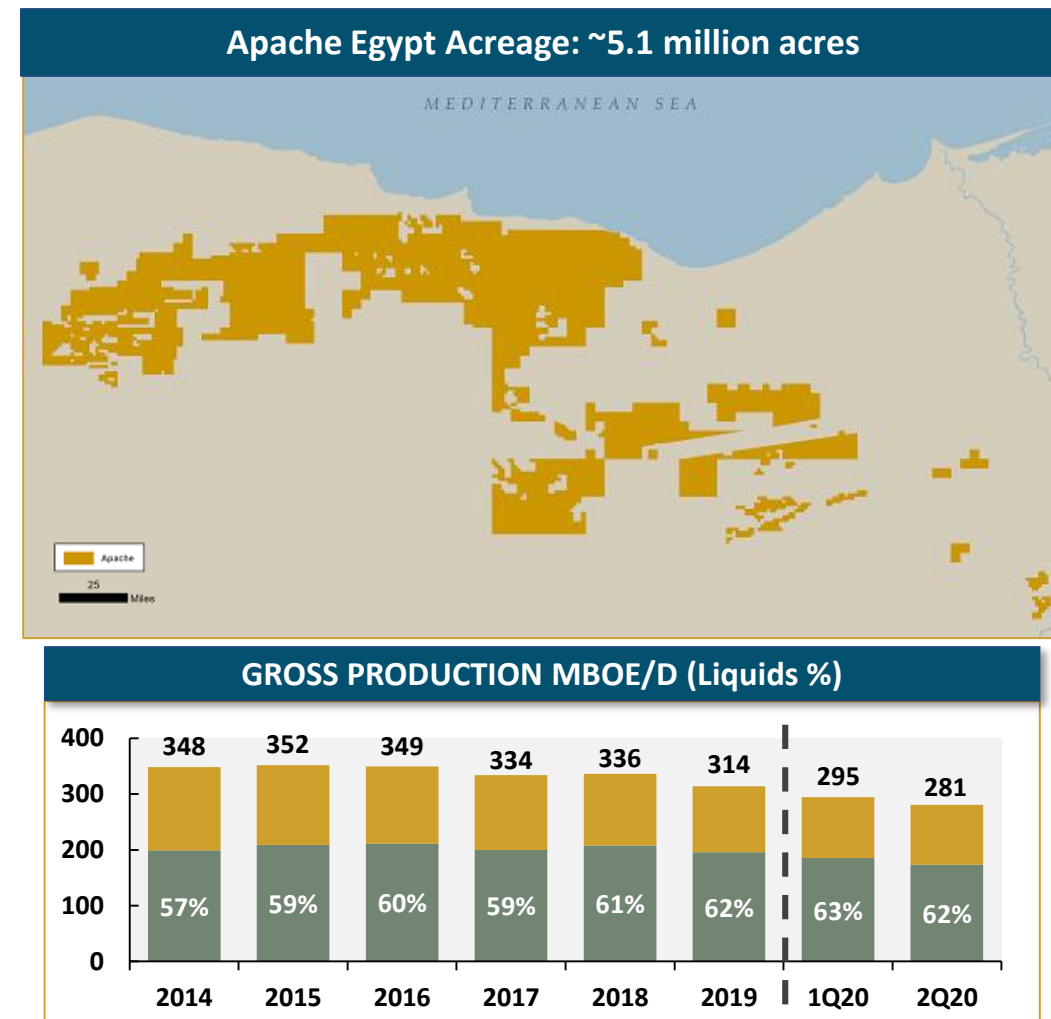 Apache Egypt Acreage: ~5.1 million acres
MEDITERRANEAN SEA
Apache
25
Miles
GROSS PRODUCTION MBOE/D (Liquids %)
400
300
200
100
0
348 352 349 334 336 314 295 281
57% 59% 60% 59% 61% 62% 63% 62%
2014 2015 2016 2017 2018 2019 1Q20 2Q20